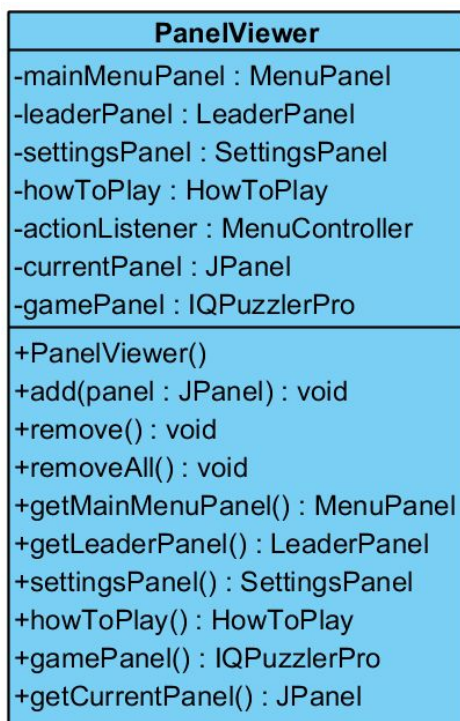 PanelViewer
-mainMenuPanel : MenuPanel
-leaderPanel : LeaderPanel
-settingsPanel : SettingsPanel
-howToPlay : HowToPlay
-actionListener : MenuController
-currentPanel : JPanel
-gamePanel : IQPuzzlerPro
+PanelViewer()
+add(panel : JPanel) : void
+remove() : void
+removeAll() : void
+getMainMenuPanel() : MenuPanel
+getLeaderPanel() : LeaderPanel
+settingsPanel() : SettingsPanel
+howToPlay() : HowToPlay
+gamePanel() : IQPuzzlerPro
+getCurrentPanel() : JPanel